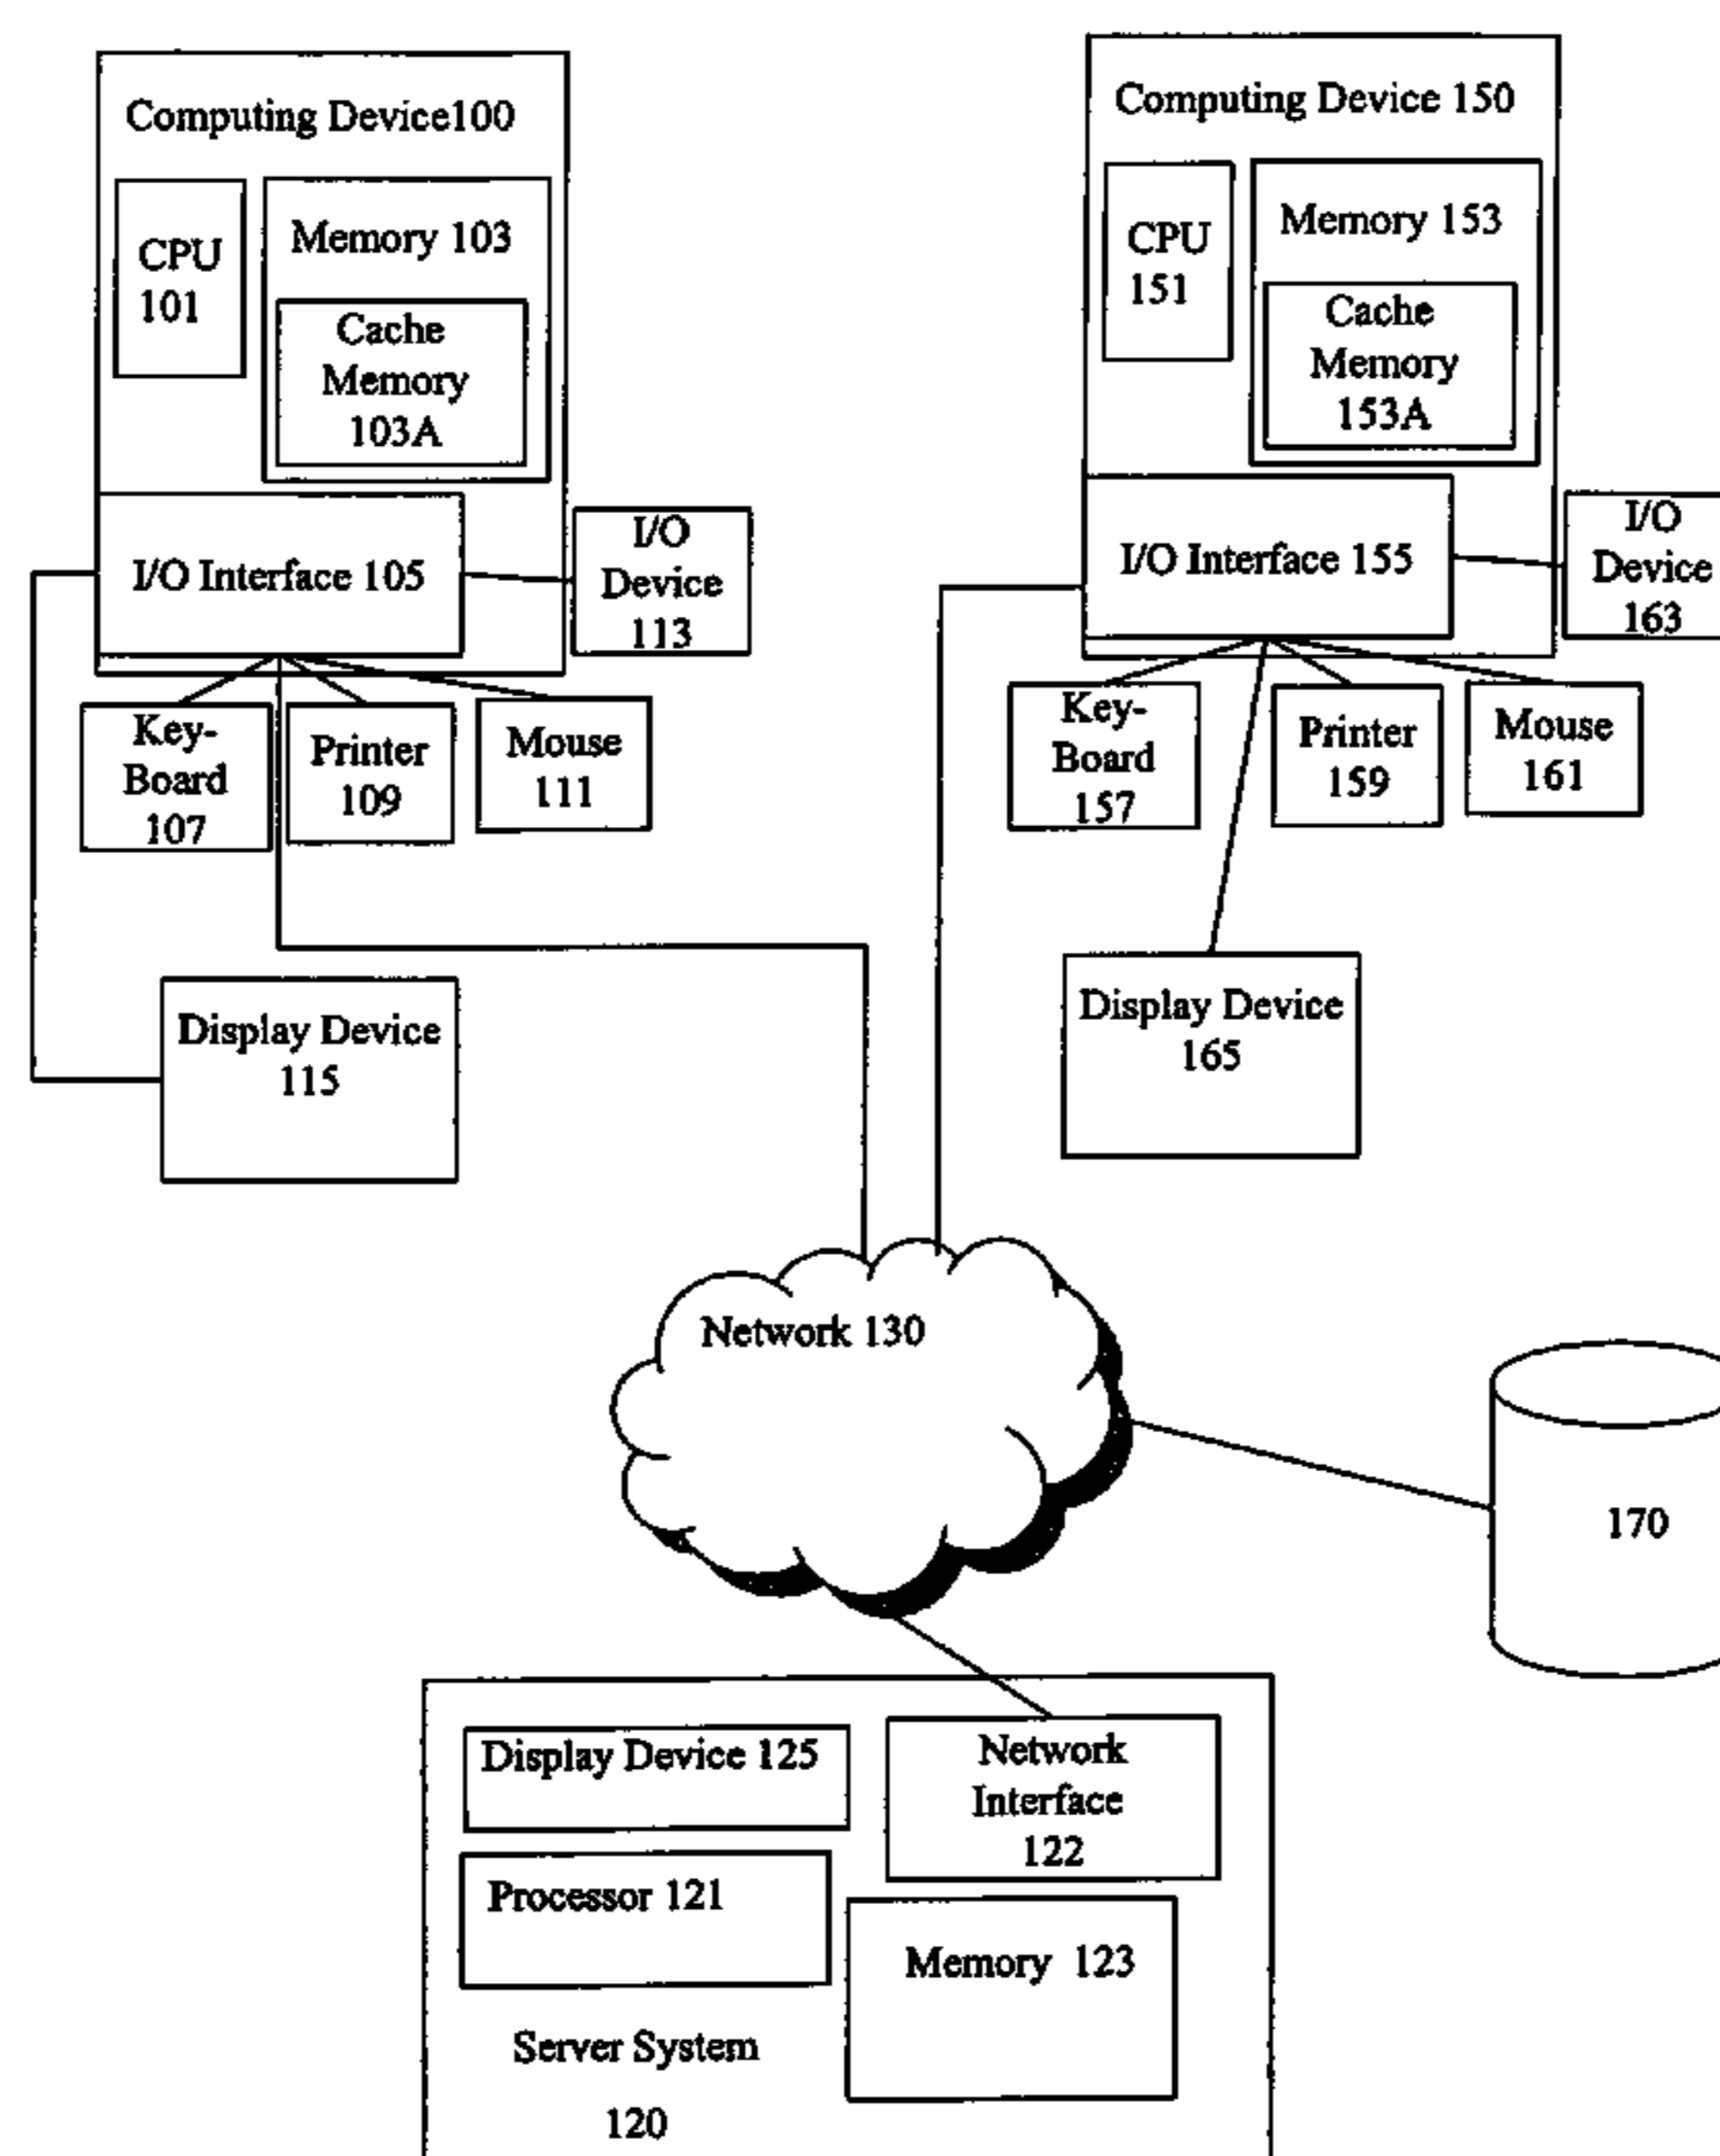 Computing Device100
CPU
101
Memory 103
Cache
Memory
103A
I/O Interface 105
I/O
Device
113
Key-
Board
107
Printer
109
Mouse
111
Display Device
115
Computing Device 150
CPU
151
Memory 153
Cache
Memory
153A
I/O Interface 155
I/O
Device
163
Key-
Board
157
Printer
159
Mouse
161
Display Device
165
Network 130
170
Display Device 125
Network
Interface
122
Processor 121
Memory 123
Server System
120